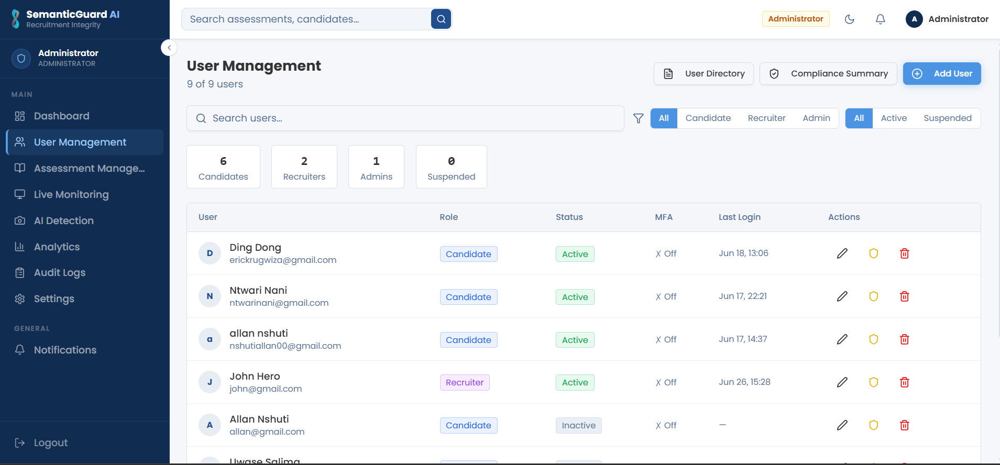 SemanticGuard AI
Recruitment Integrity
Search assessments, candidates...
Administrator
A
Administrator
Administrator
ADMINISTRATOR
MAIN
Dashboard
User Management
Assessment Manage...
Live Monitoring
AI Detection
Analytics
Audit Logs
Settings
GENERAL
Notifications
Logout
User Management
9 of 9 users
User Directory
Compliance Summary
Add User
Search users...
All Candidate Recruiter Admin
All Active Suspended
6
Candidates
2
Recruiters
1
Admins
0
Suspended
User Role Status MFA Last Login Actions
D
Ding Dong
erickrugwiza@gmail.com
Candidate
Active
✗ Off
Jun 18, 13:06
N
Ntwari Nani
ntwarinani@gmail.com
Candidate
Active
✗ Off
Jun 17, 22:21
a
allan nshuti
nshutiallan00@gmail.com
Candidate
Active
✗ Off
Jun 17, 14:37
J
John Hero
john@gmail.com
Recruiter
Active
✗ Off
Jun 26, 15:28
A
Allan Nshuti
allan@gmail.com
Candidate
Inactive
✗ Off
—
Uwase Salima